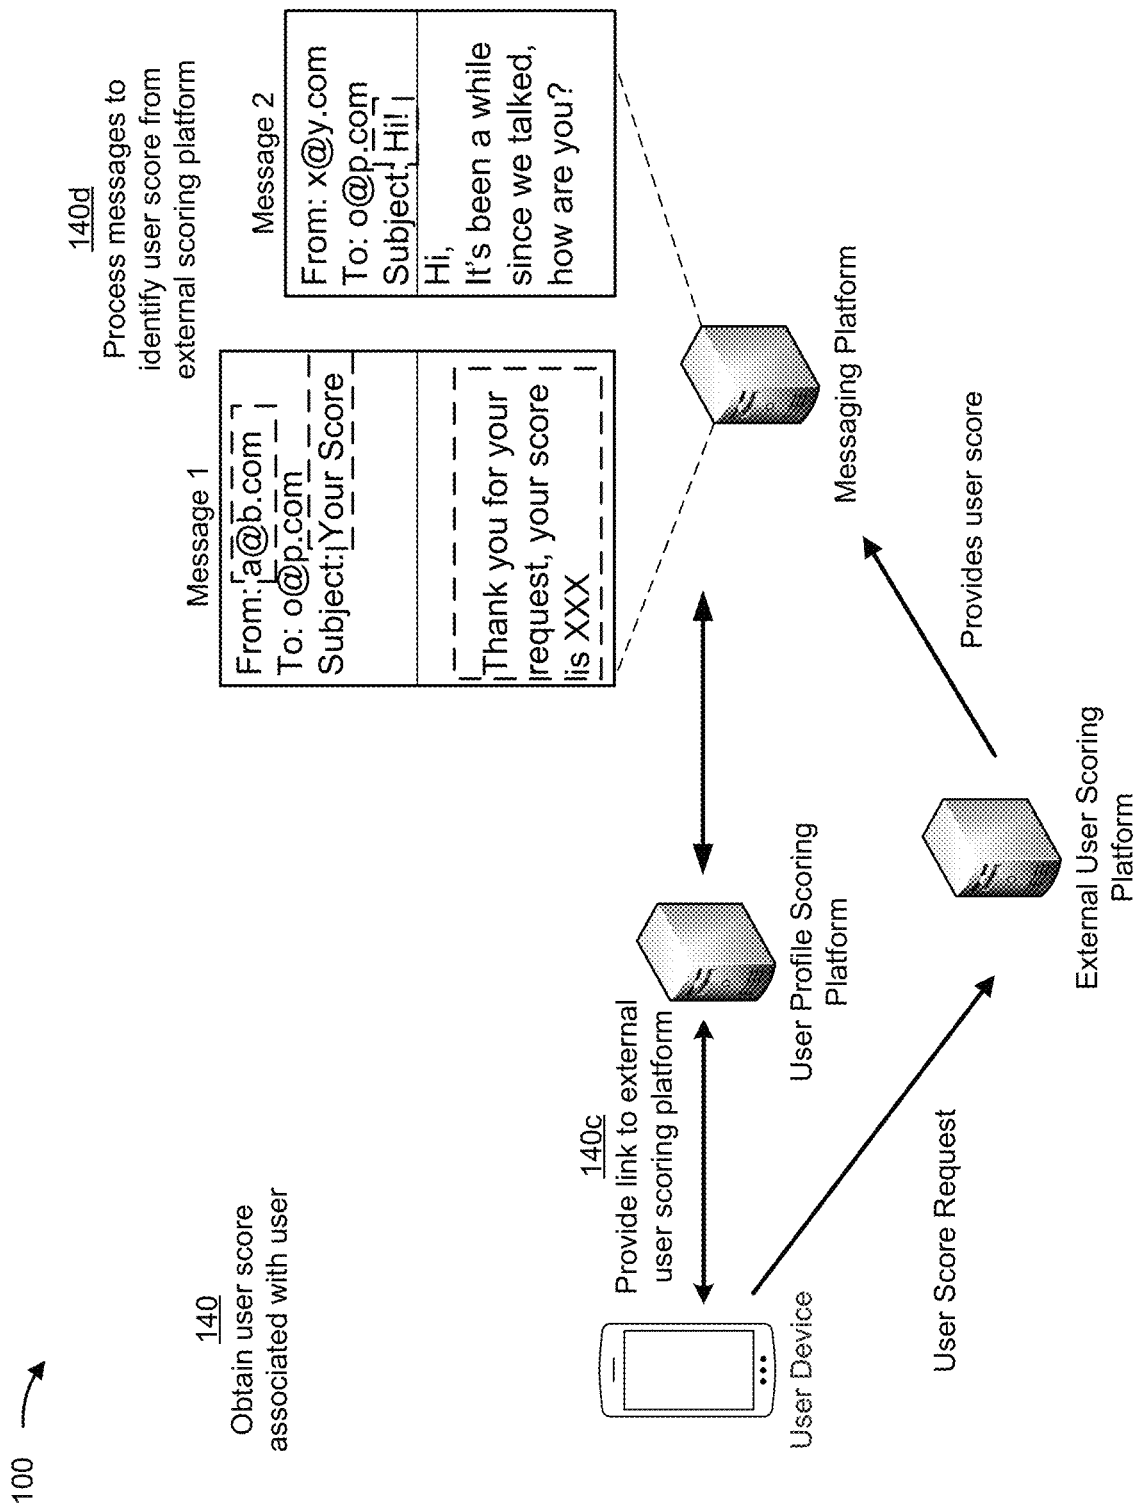 100
140
Obtain user score
associated with user
140d
Process messages to
identify user score from
external scoring platform
Message 1
From: a@b.com
To: o@p.com
Subject: Your Score
Thank you for your
request, your score
is XXX
Message 2
From: x@y.com
To: o@p.com
Subject: Hi!
Hi,
It's been a while
since we talked,
how are you?
140c
Provide link to external
user scoring platform
User Device
User Profile Scoring
Platform
Messaging Platform
User Score Request
External User Scoring
Platform
Provides user score